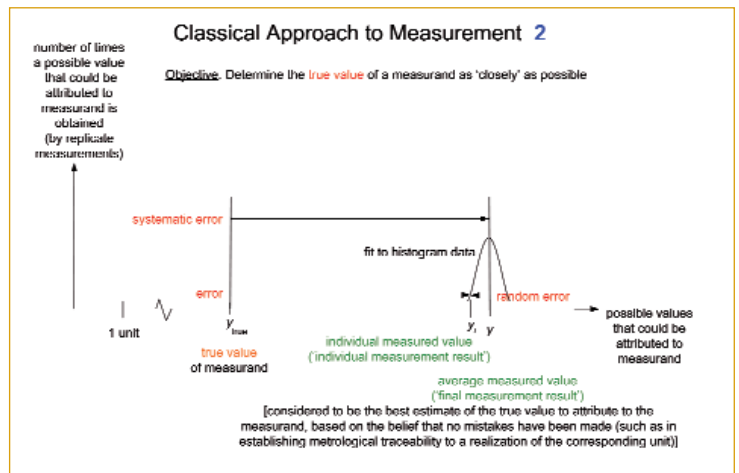 Classical Approach to Measurement 2
number of times
a possible value
that could be
attributed to
measurand is
obtained
(by replicate
measurements)
Objective. Determine the true value of a measurand as 'closely' as possible
systematic error
fit to histogram data
error
random error
1 unit
y true
y i y
possible values
that could be
attributed to
measurand
true value
of measurand
individual measured value
('individual measurement result')
average measured value
('final measurement result')
[considered to be the best estimate of the true value to attribute to the
measurand, based on the belief that no mistakes have been made (such as in
establishing metrological traceability to a realization of the corresponding unit)]